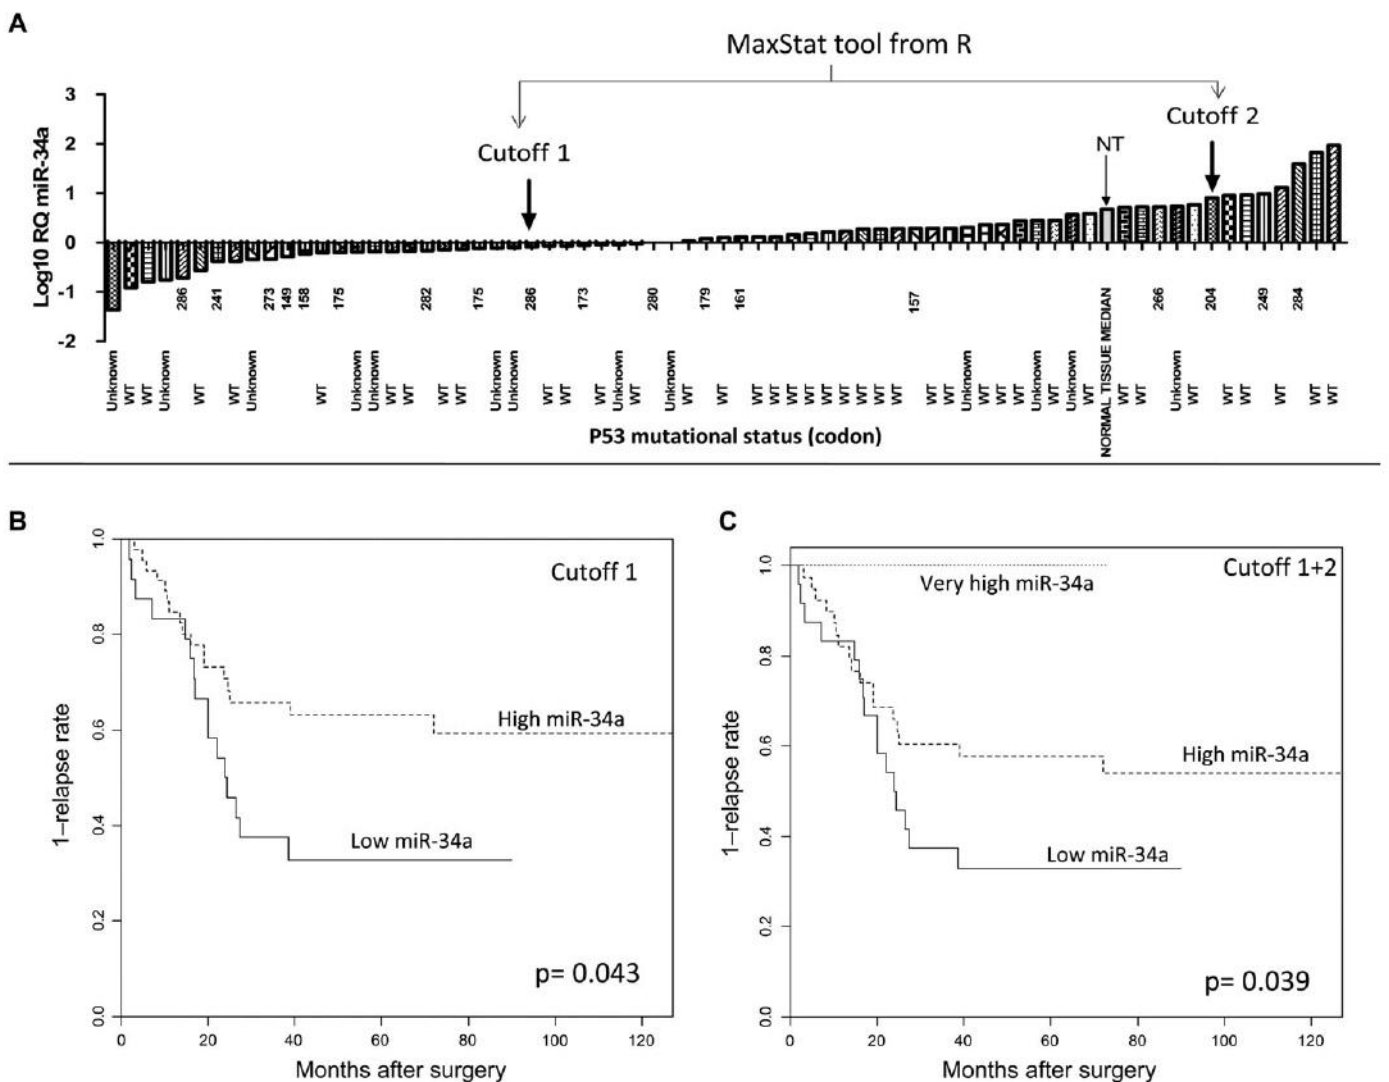 A
MaxStat tool from R
Cutoff 1
Cutoff 2
NT
Log10 RQ miR-34a
3
2
1
0
-1
-2
286 241 273 149 158 175 282 175 286 173 280 179 161 157 266 204 249 284
Unknown WT WT Unknown WT WT Unknown WT Unknown Unknown WT WT WT WT Unknown Unknown WT WT WT Unknown WT Unknown WT WT WT WT WT WT WT WT WT WT WT WT Unknown WT WT WT Unknown WT Unknown WT NORMAL TISSUE MEDIAN WT WT Unknown WT WT WT WT WT WT
P53 mutational status (codon)
B
1.0
0.8
0.6
0.4
0.2
0.0
1–relapse rate
Cutoff 1
High miR-34a
Low miR-34a
p= 0.043
0 20 40 60 80 100 120
Months after surgery
C
1.0
0.8
0.6
0.4
0.2
0.0
1–relapse rate
Cutoff 1+2
Very high miR-34a
High miR-34a
Low miR-34a
p= 0.039
0 20 40 60 80 100 120
Months after surgery